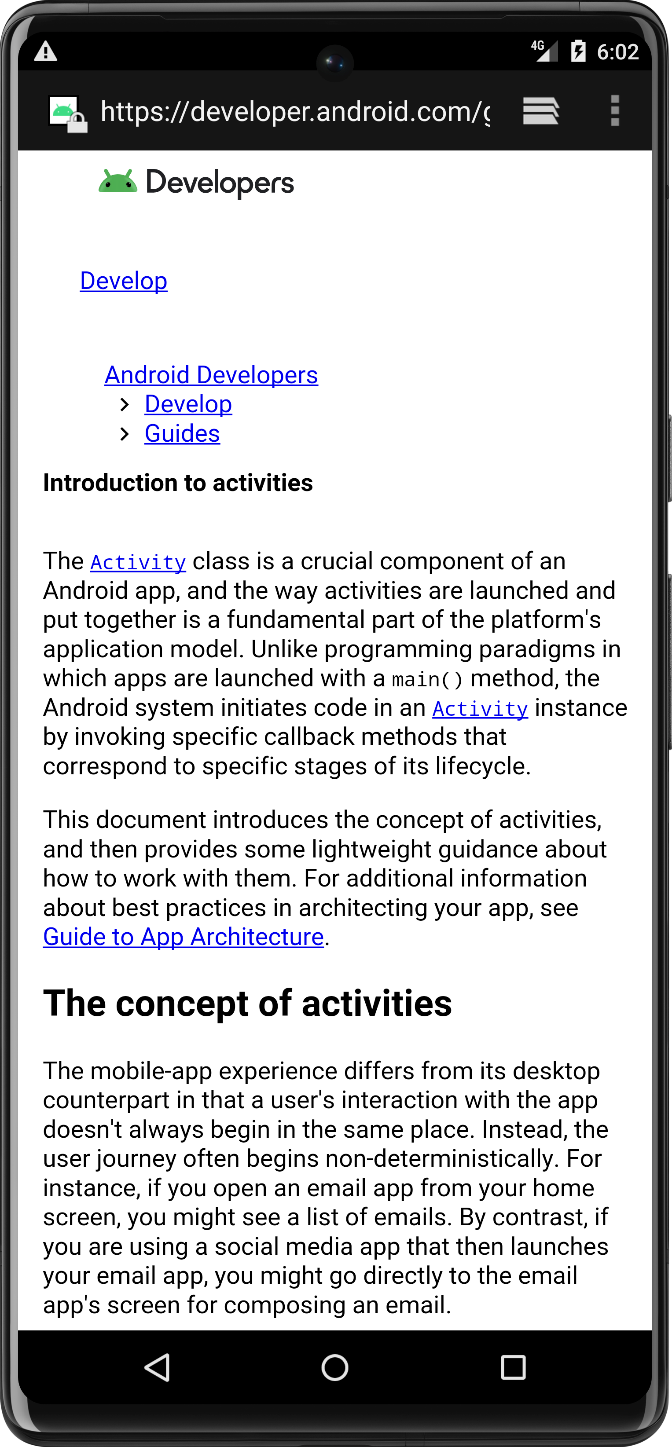 4G 6:02
https://developer.android.com/g
Developers
Develop
Android Developers
Develop
Guides
Introduction to activities
The Activity class is a crucial component of an
Android app, and the way activities are launched and
put together is a fundamental part of the platform's
application model. Unlike programming paradigms in
which apps are launched with a main() method, the
Android system initiates code in an Activity instance
by invoking specific callback methods that
correspond to specific stages of its lifecycle.
This document introduces the concept of activities,
and then provides some lightweight guidance about
how to work with them. For additional information
about best practices in architecting your app, see
Guide to App Architecture.
The concept of activities
The mobile-app experience differs from its desktop
counterpart in that a user's interaction with the app
doesn't always begin in the same place. Instead, the
user journey often begins non-deterministically. For
instance, if you open an email app from your home
screen, you might see a list of emails. By contrast, if
you are using a social media app that then launches
your email app, you might go directly to the email
app's screen for composing an email.